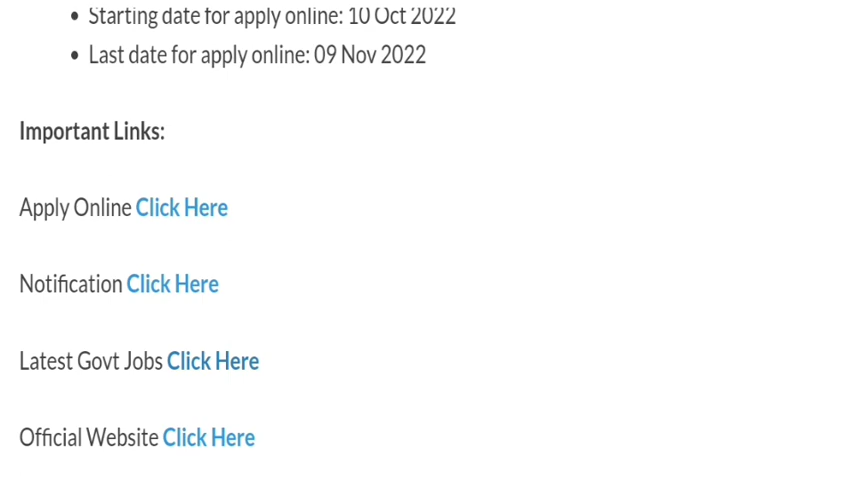 • Starting date for apply online: 10 Oct 2022
• Last date for apply online: 09 Nov 2022
Important Links:
Apply Online Click Here
Notification Click Here
Latest Govt Jobs Click Here
Official Website Click Here